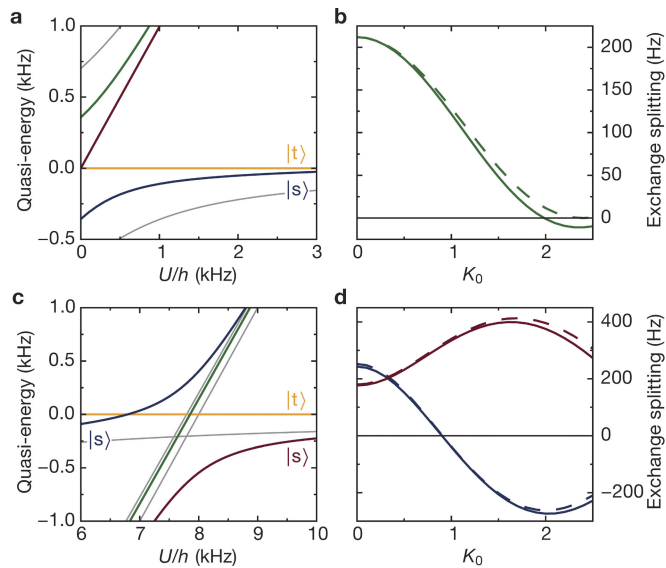 a
b
1.0
0.5
0.0
−0.5
Quasi-energy (kHz)
|t⟩
|s⟩
0 1 2 3
U/h (kHz)
200
150
100
50
0
Exchange splitting (Hz)
0 1 2
K0
c
d
1.0
0.5
0.0
−0.5
−1.0
Quasi-energy (kHz)
|t⟩
|s⟩
|s⟩
6 7 8 9 10
U/h (kHz)
400
200
0
−200
Exchange splitting (Hz)
0 1 2
K0